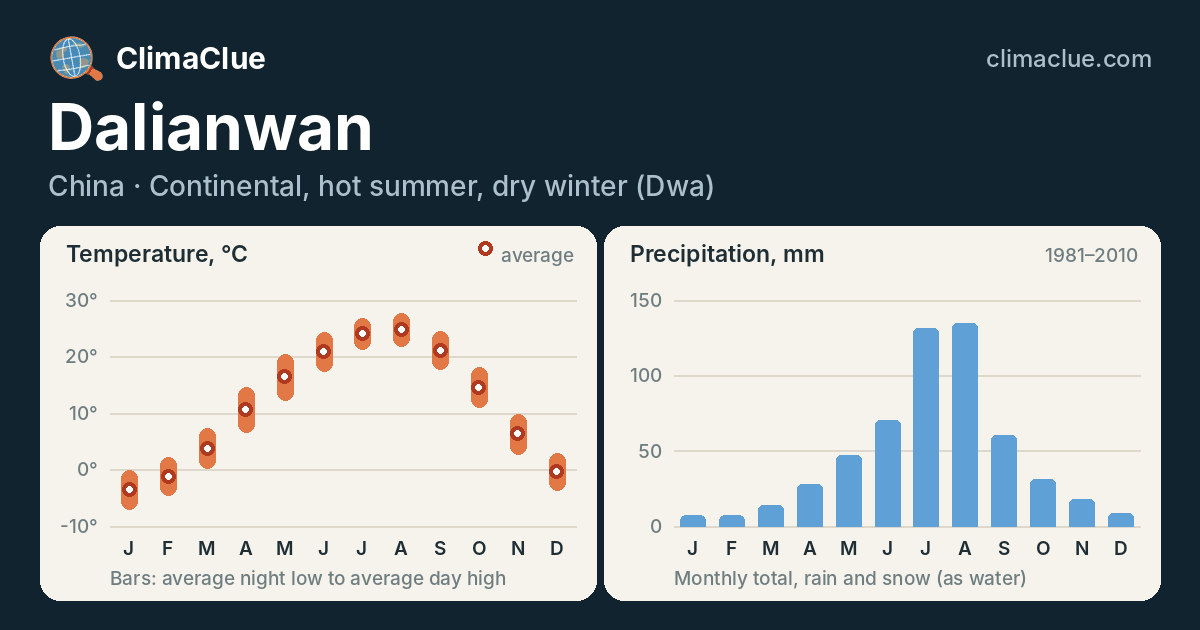 ClimaClue
climaclue.com
Dalianwan
China · Continental, hot summer, dry winter (Dwa)
Temperature, °C
average
30°
20°
10°
0°
-10°
J F M A M J J A S O N D
Bars: average night low to average day high
Precipitation, mm
1981–2010
150
100
50
0
J F M A M J J A S O N D
Monthly total, rain and snow (as water)